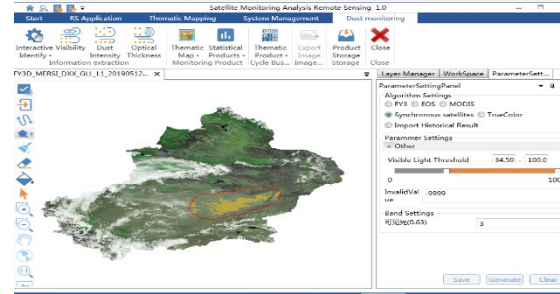 Satellite Monitoring Analysis Remote Sensing 1.0
Start RS Application Thematic Mapping System Management Dust monitoring
Interactive Visibility Dust Optical Thematic Statistical Thematic Export Product Close
Identify Intensity Thickness Map Products Product Image Storage
Information extraction Monitoring Product Cycle Bus... Image... Storage Close
FY3D_MERSI_DXX_GLL_L1_20190512... ×
Layer Manager WorkSpace ParameterSett...
ParameterSettingPanel
Algorithm Settings
FY3 EOS MODIS
Synchronous satellites TrueColor
Import Historical Result
Parammer Settings
Other
Visible Light Threshold 34.50 - 100.0
0 100
InvalidVal -9999
ue
Band Settings
可见光(0.63) 3
Save Generate Clear